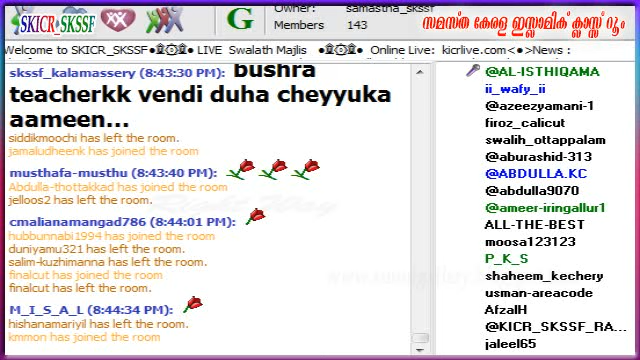 SKICR_SKSSF
G
Owner: samastha_skssf
Members 143
സമസ്ത കേരള ഇസ്ലാമിക് ക്ലാസ്സ് റൂം
Welcome to SKICR_SKSSF●۩۞۩● LIVE Swalath Majlis ●۩۞۩● Online Live: kicrlive.com<●>News :
skssf_kalamassery (8:43:30 PM): bushra
teacherkk vendi duha cheyyuka
aameen...
siddikmoochi has left the room.
jamaludheenk has joined the room
musthafa-musthu (8:43:40 PM):
Abdulla-thottakkad has joined the room
jelloos2 has left the room.
cmalianamangad786 (8:44:01 PM):
hubbunnabi1994 has joined the room
duniyamu321 has left the room.
salim-kuzhimanna has left the room.
finalcut has joined the room
finalcut has left the room.
M_I_S_A_L (8:44:34 PM):
hishanamariyil has left the room.
kmmon has joined the room
@AL-ISTHIQAMA
ii_wafy_ii
@azeezyamani-1
firoz_calicut
swalih_ottappalam
@aburashid-313
@ABDULLA.KC
@abdulla9070
@ameer-iringallur1
ALL-THE-BEST
moosa123123
P_K_S
shaheem_kechery
usman-areacode
AfzalH
@KICR_SKSSF_RA...
jaleel65